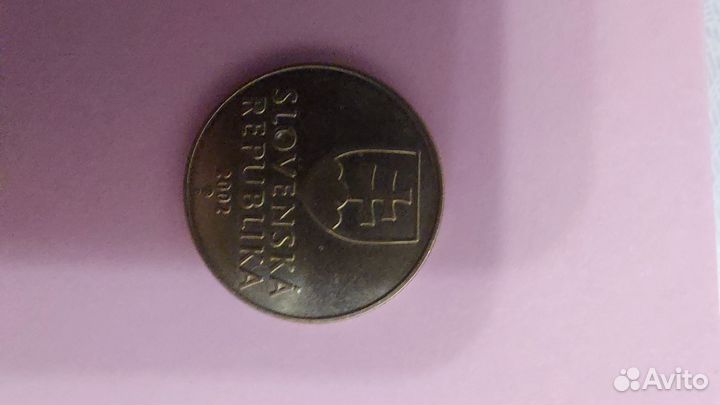 SLOVENSKÁ
REPUBLIKA
2002
Avito